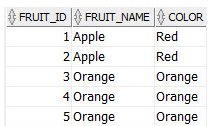 FRUIT_ID FRUIT_NAME COLOR
1 Apple Red
2 Apple Red
3 Orange Orange
4 Orange Orange
5 Orange Orange